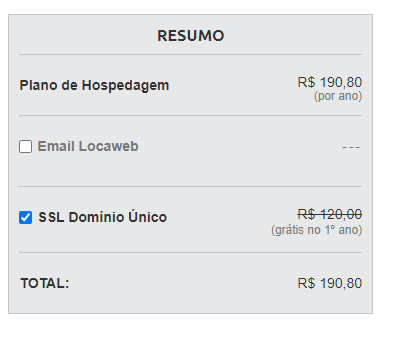 RESUMO
Plano de Hospedagem R$ 190,80
(por ano)
Email Locaweb ---
SSL Domínio Único R$ 120,00
(grátis no 1º ano)
TOTAL: R$ 190,80